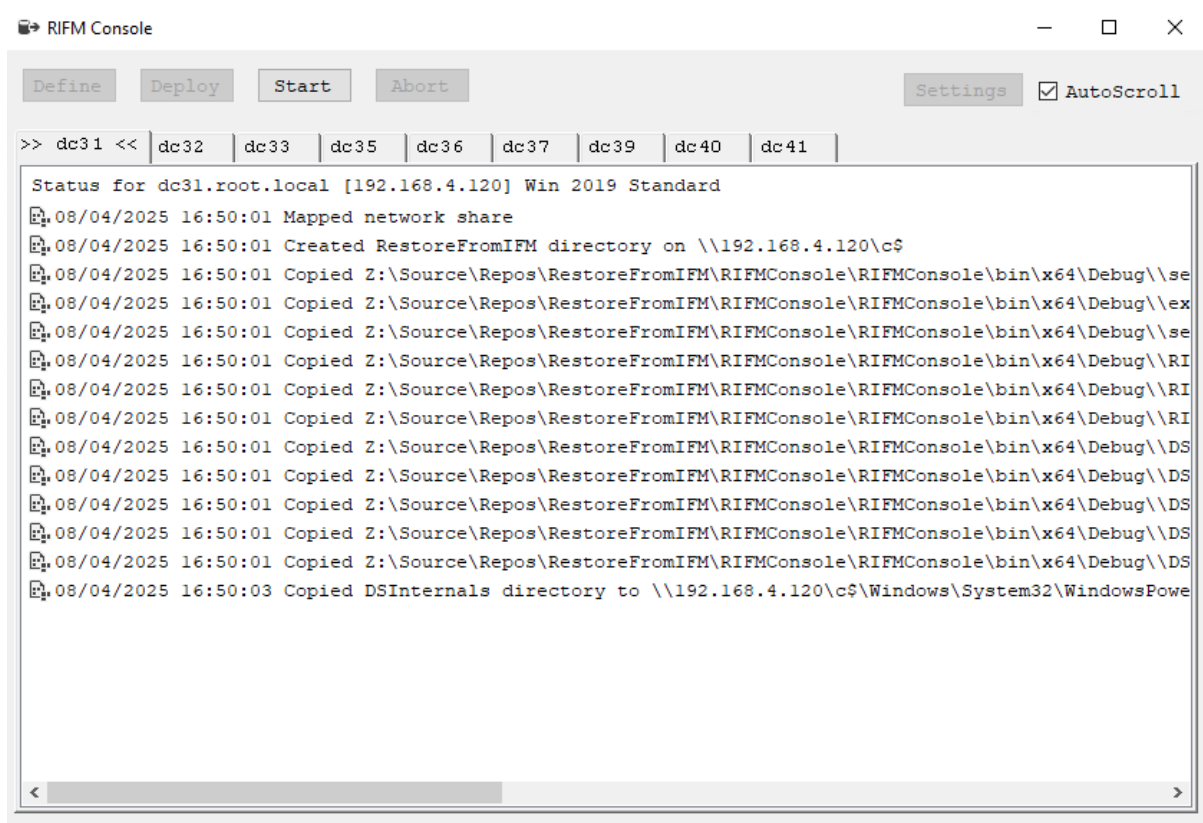 RIFM Console
Define Deploy Start Abort Settings AutoScroll
>> dc31 << dc32 dc33 dc35 dc36 dc37 dc39 dc40 dc41
Status for dc31.root.local [192.168.4.120] Win 2019 Standard
08/04/2025 16:50:01 Mapped network share
08/04/2025 16:50:01 Created RestoreFromIFM directory on \\192.168.4.120\c$
08/04/2025 16:50:01 Copied Z:\Source\Repos\RestoreFromIFM\RIFMConsole\RIFMConsole\bin\x64\Debug\\se
08/04/2025 16:50:01 Copied Z:\Source\Repos\RestoreFromIFM\RIFMConsole\RIFMConsole\bin\x64\Debug\\ex
08/04/2025 16:50:01 Copied Z:\Source\Repos\RestoreFromIFM\RIFMConsole\RIFMConsole\bin\x64\Debug\\se
08/04/2025 16:50:01 Copied Z:\Source\Repos\RestoreFromIFM\RIFMConsole\RIFMConsole\bin\x64\Debug\\RI
08/04/2025 16:50:01 Copied Z:\Source\Repos\RestoreFromIFM\RIFMConsole\RIFMConsole\bin\x64\Debug\\RI
08/04/2025 16:50:01 Copied Z:\Source\Repos\RestoreFromIFM\RIFMConsole\RIFMConsole\bin\x64\Debug\\RI
08/04/2025 16:50:01 Copied Z:\Source\Repos\RestoreFromIFM\RIFMConsole\RIFMConsole\bin\x64\Debug\\DS
08/04/2025 16:50:01 Copied Z:\Source\Repos\RestoreFromIFM\RIFMConsole\RIFMConsole\bin\x64\Debug\\DS
08/04/2025 16:50:01 Copied Z:\Source\Repos\RestoreFromIFM\RIFMConsole\RIFMConsole\bin\x64\Debug\\DS
08/04/2025 16:50:01 Copied Z:\Source\Repos\RestoreFromIFM\RIFMConsole\RIFMConsole\bin\x64\Debug\\DS
08/04/2025 16:50:01 Copied Z:\Source\Repos\RestoreFromIFM\RIFMConsole\RIFMConsole\bin\x64\Debug\\DS
08/04/2025 16:50:03 Copied DSInternals directory to \\192.168.4.120\c$\Windows\System32\WindowsPowe